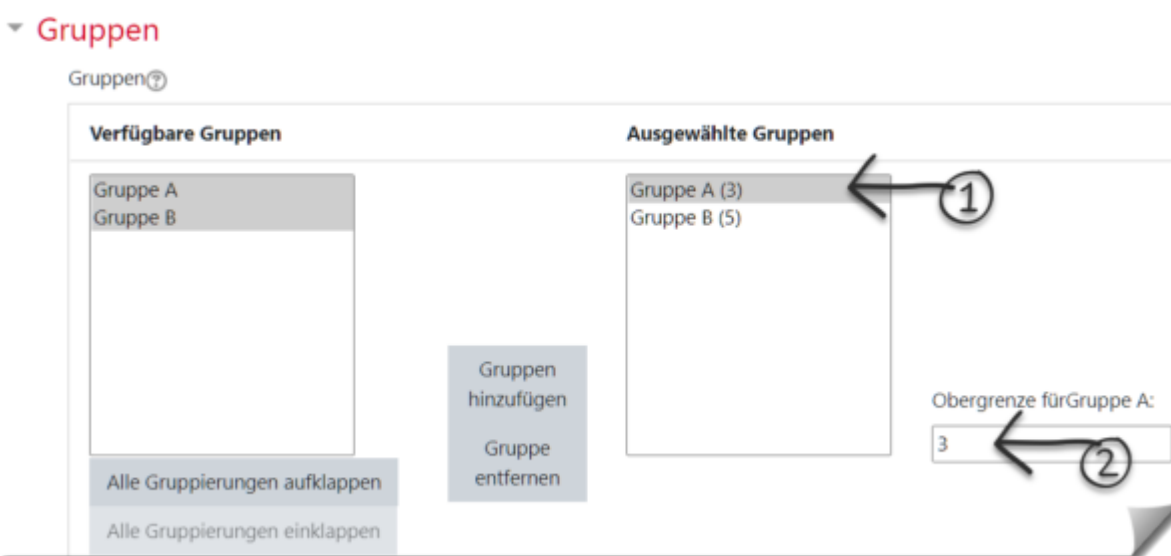 Gruppen
Gruppen?
Verfügbare Gruppen
Ausgewählte Gruppen
Gruppe A
Gruppe B
Gruppe A (3)
Gruppe B (5)
1
Gruppen
hinzufügen
Gruppe
entfernen
Obergrenze fürGruppe A:
3
2
Alle Gruppierungen aufklappen
Alle Gruppierungen einklappen